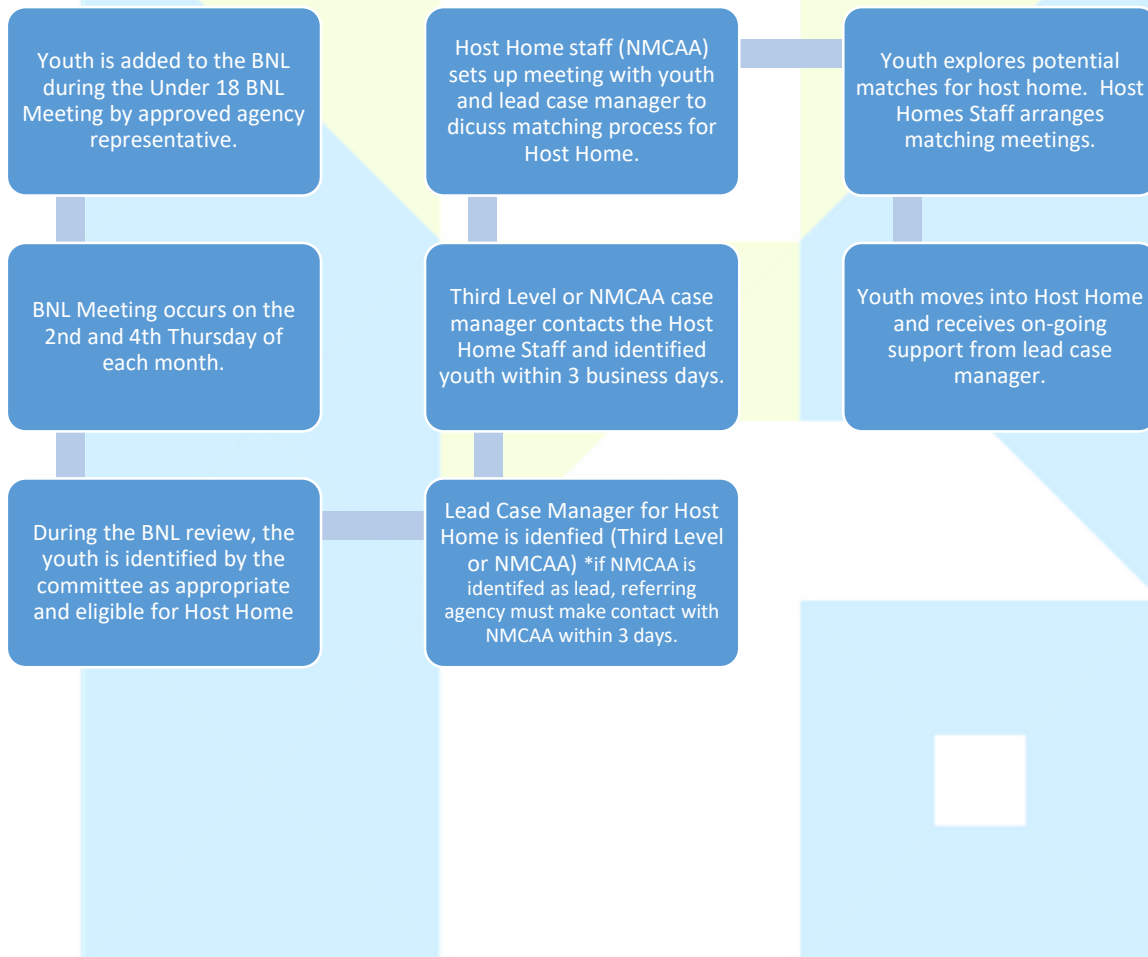 Youth is added to the BNL
during the Under 18 BNL
Meeting by approved agency
representative.
BNL Meeting occurs on the
2nd and 4th Thursday of
each month.
During the BNL review, the
youth is identified by the
committee as appropriate
and eligible for Host Home
Lead Case Manager for Host
Home is idenfied (Third Level
or NMCAA) *if NMCAA is
identifed as lead, referring
agency must make contact with
NMCAA within 3 days.
Third Level or NMCAA case
manager contacts the Host
Home Staff and identified
youth within 3 business days.
Host Home staff (NMCAA)
sets up meeting with youth
and lead case manager to
dicuss matching process for
Host Home.
Youth explores potential
matches for host home.  Host
Homes Staff arranges
matching meetings.
Youth moves into Host Home
and receives on-going
support from lead case
manager.